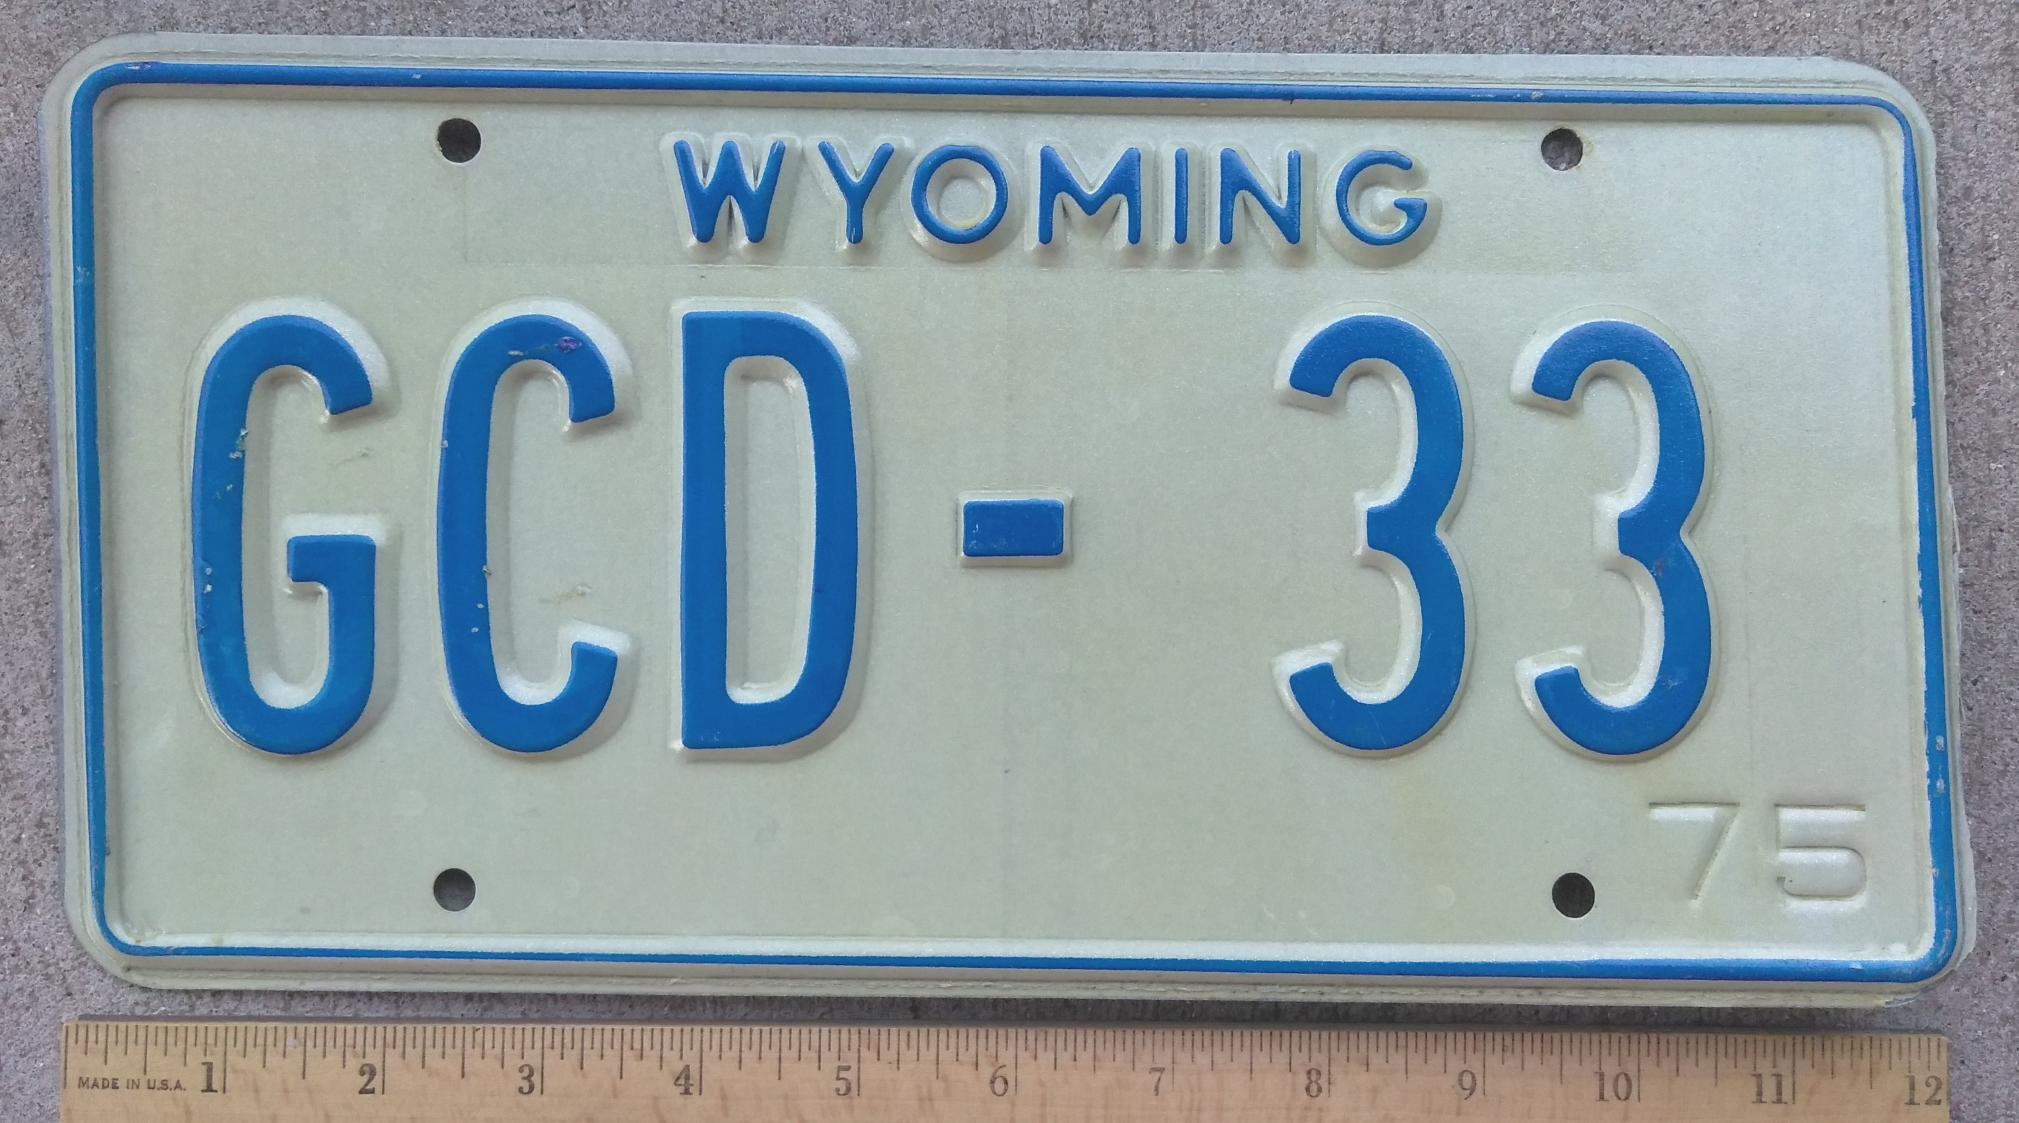 WYOMING
GCD - 33
75
MADE IN U.S.A. 1 2 3 4 5 6 7 8 9 10 11 12